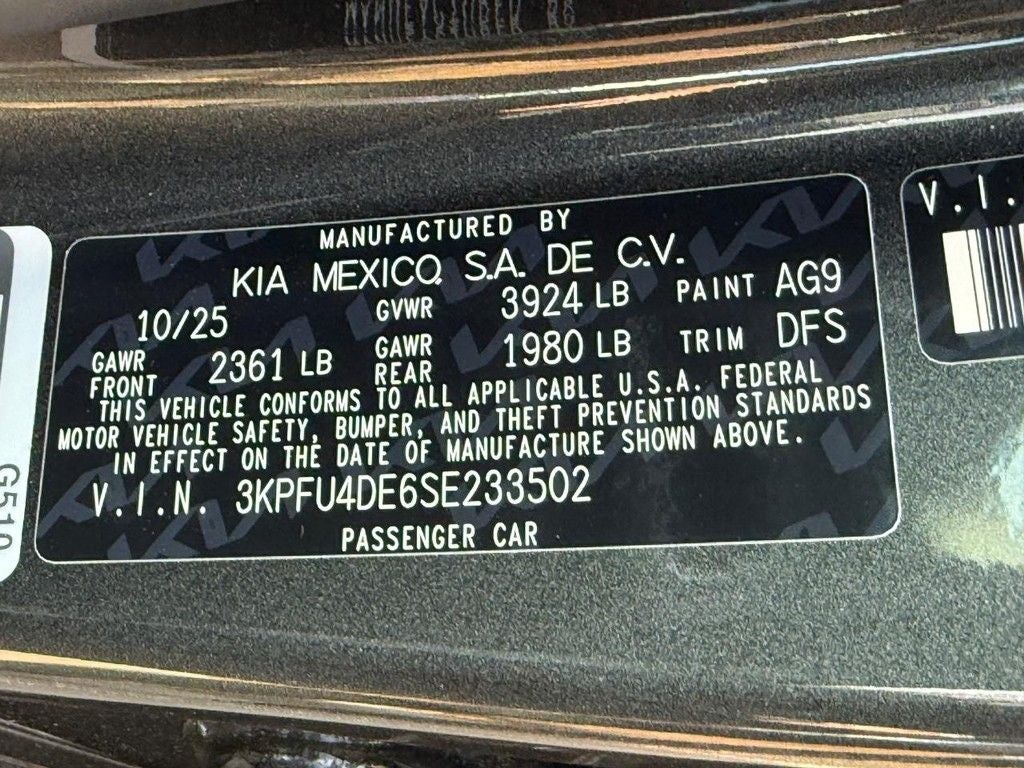 MANUFACTURED BY
KIA MEXICO, S.A. DE C.V.
10/25 GVWR 3924 LB PAINT AG9
GAWR FRONT 2361 LB GAWR REAR 1980 LB TRIM DFS
THIS VEHICLE CONFORMS TO ALL APPLICABLE U.S.A. FEDERAL
MOTOR VEHICLE SAFETY, BUMPER, AND THEFT PREVENTION STANDARDS
IN EFFECT ON THE DATE OF MANUFACTURE SHOWN ABOVE.
V.I.N. 3KPFU4DE6SE233502
PASSENGER CAR
V.I.
G510